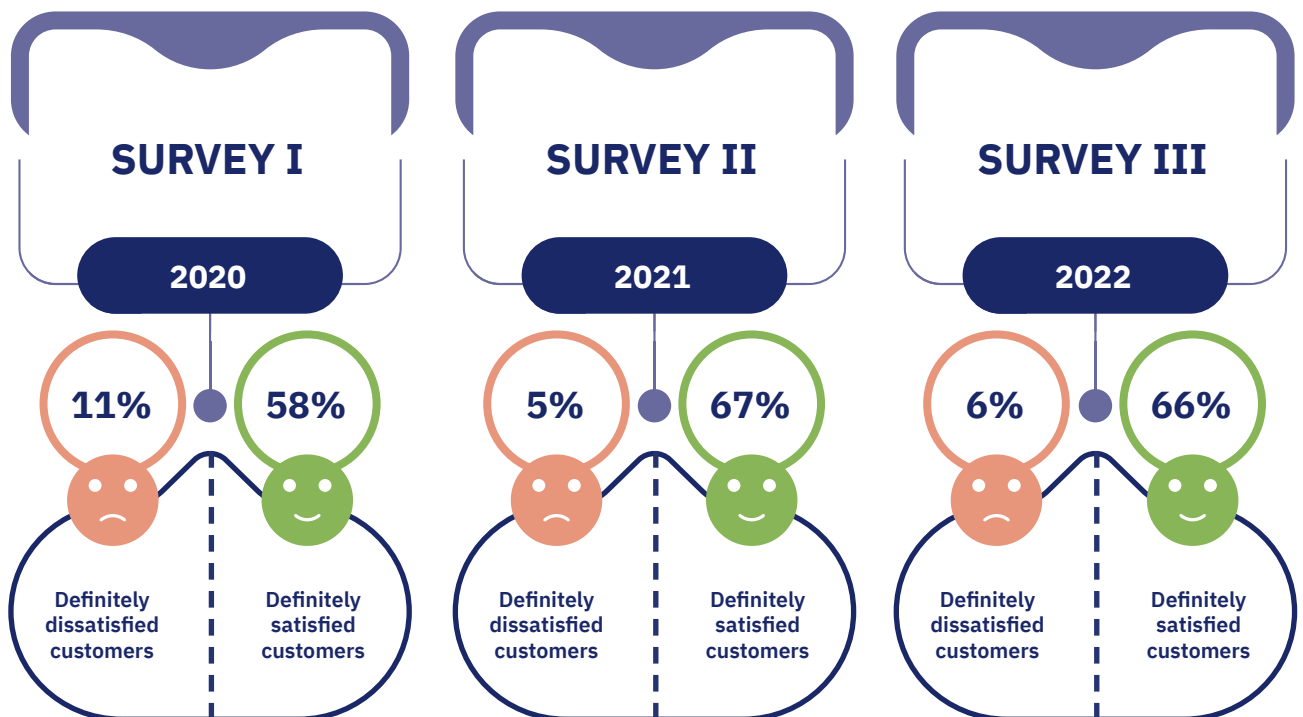 SURVEY I
2020
11%
58%
Definitely
dissatisfied
customers
Definitely
satisfied
customers
SURVEY II
2021
5%
67%
Definitely
dissatisfied
customers
Definitely
satisfied
customers
SURVEY III
2022
6%
66%
Definitely
dissatisfied
customers
Definitely
satisfied
customers